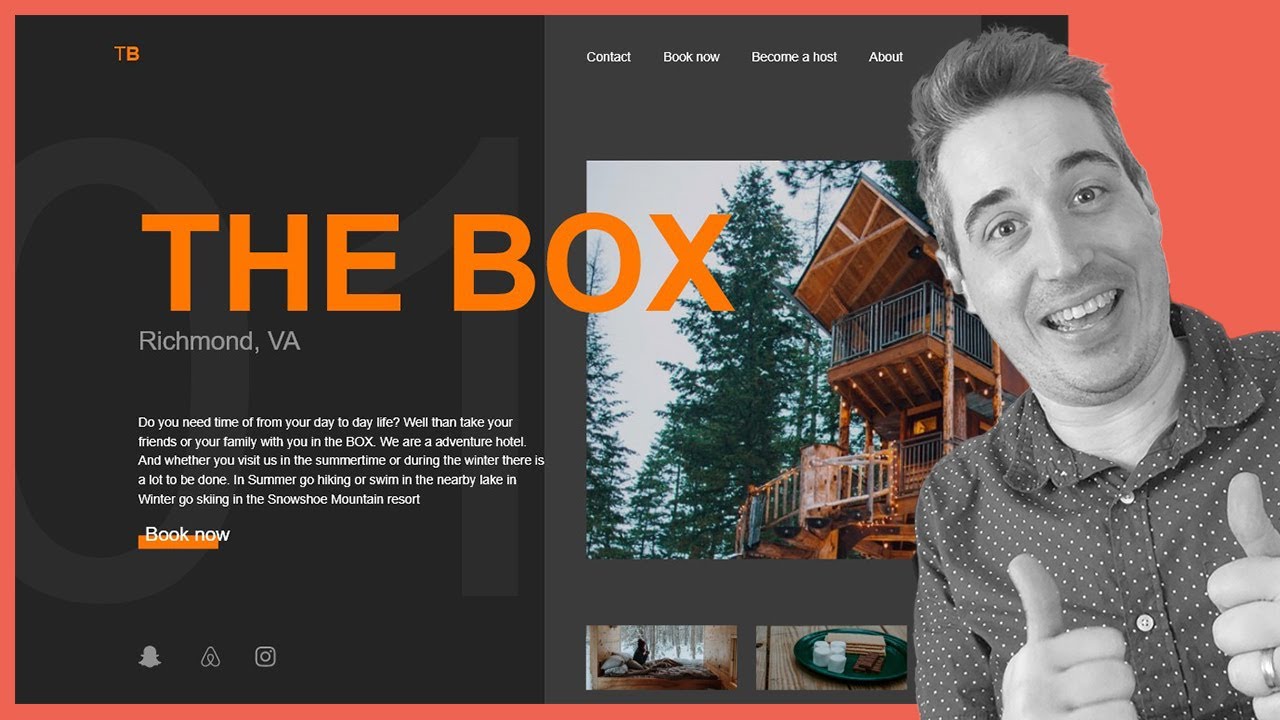 TB
Contact Book now Become a host About
01
THE BOX
Richmond, VA
Do you need time of from your day to day life? Well than take your
friends or your family with you in the BOX. We are a adventure hotel.
And whether you visit us in the summertime or during the winter there is
a lot to be done. In Summer go hiking or swim in the nearby lake in
Winter go skiing in the Snowshoe Mountain resort
Book now